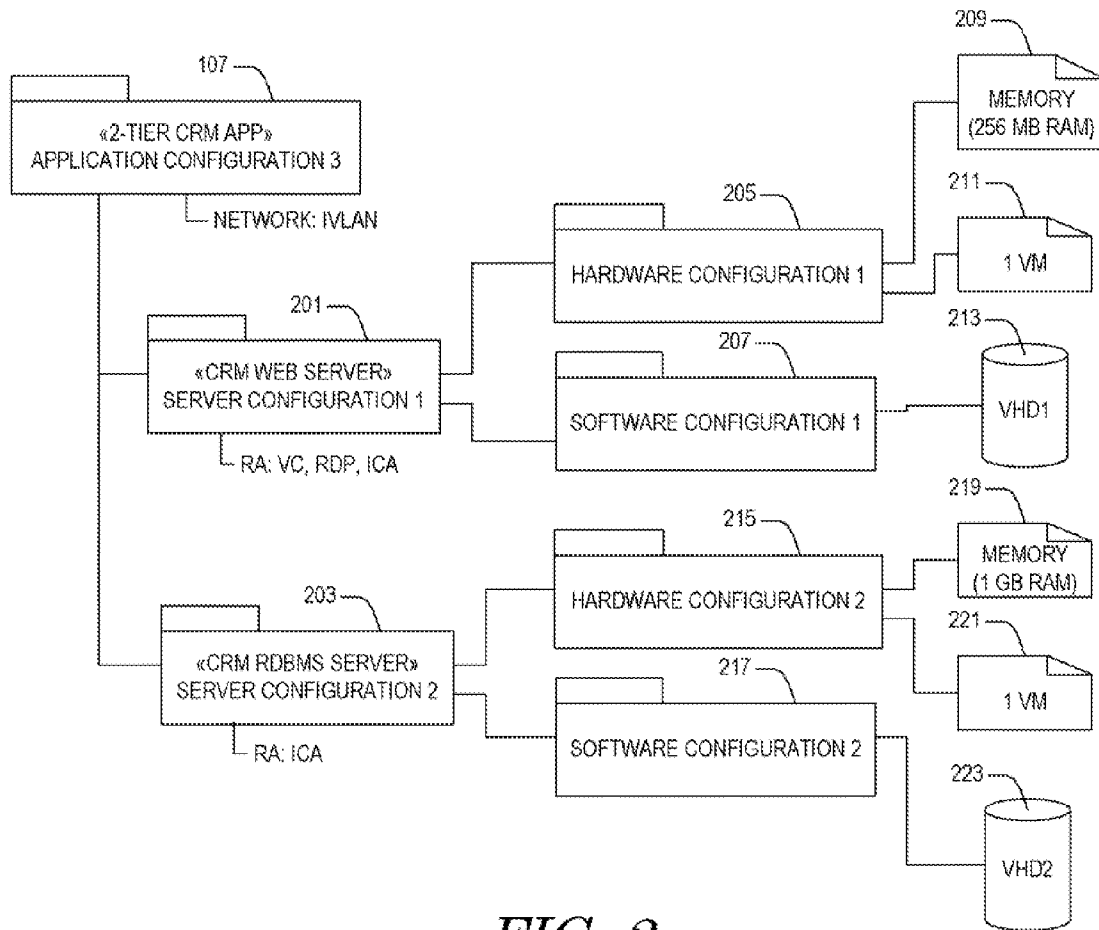 209
107
MEMORY
(256 MB RAM)
«2-TIER CRM APP»
APPLICATION CONFIGURATION 3
211
205
NETWORK: IVLAN
1 VM
HARDWARE CONFIGURATION 1
201
207
213
«CRM WEB SERVER»
SERVER CONFIGURATION 1
SOFTWARE CONFIGURATION 1
VHD1
RA: VC, RDP, ICA
219
215
MEMORY
(1 GB RAM)
203
HARDWARE CONFIGURATION 2
221
«CRM RDBMS SERVER»
SERVER CONFIGURATION 2
217
1 VM
SOFTWARE CONFIGURATION 2
RA: ICA
223
VHD2